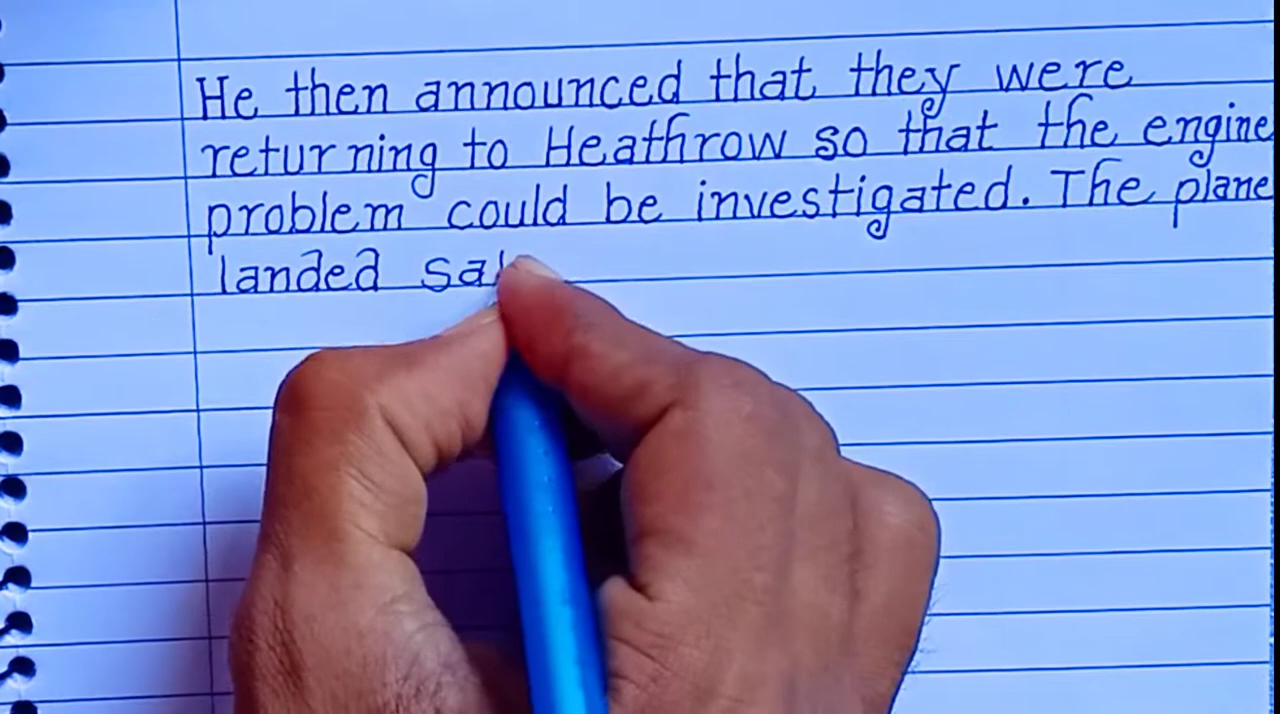 He then announced that they were
returning to Heathrow so that the engine
problem could be investigated. The plane
landed